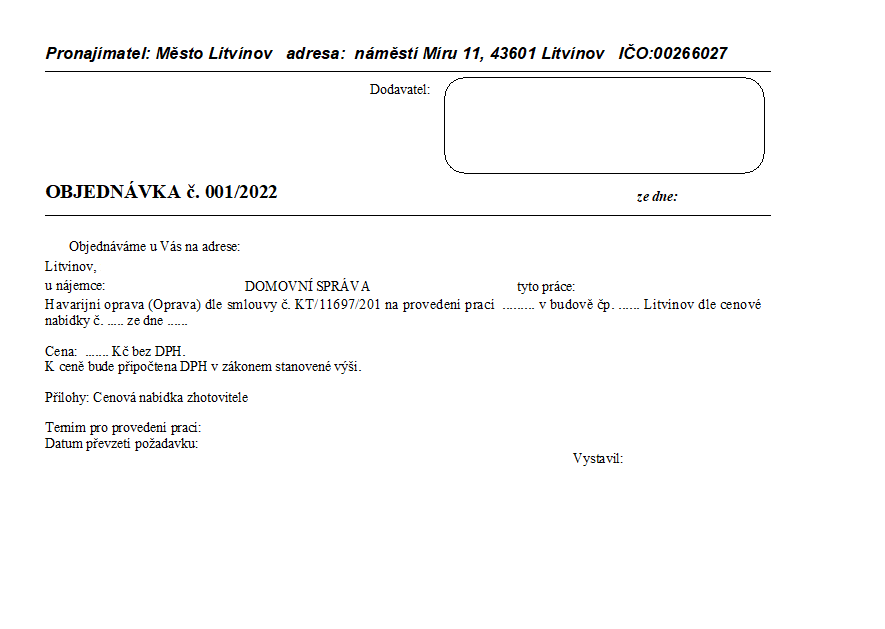 Pronajímatel: Město Litvínov adresa: náměstí Míru 11, 43601 Litvínov IČO:00266027
Dodavatel:
OBJEDNÁVKA č. 001/2022 ze dne:
Objednáváme u Vás na adrese:
Litvínov,
u nájemce: DOMOVNÍ SPRÁVA tyto práce:
Havarijní oprava (Oprava) dle smlouvy č. KT/11697/201 na provedení prací ......... v budově čp. ...... Litvínov dle cenové
nabídky č. ..... ze dne ......
Cena: ....... Kč bez DPH.
K ceně bude připočtena DPH v zákonem stanovené výši.
Přílohy: Cenová nabídka zhotovitele
Termín pro provedení prací:
Datum převzetí požadavku:
Vystavil: